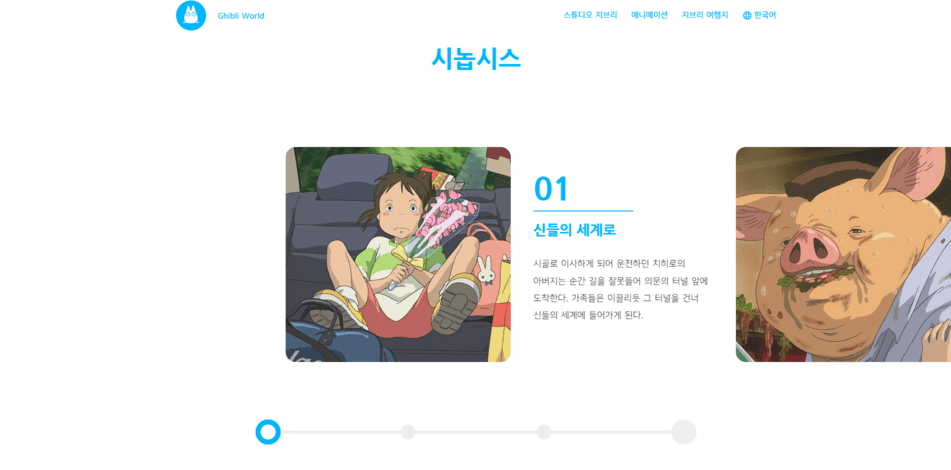 Ghibli World
스튜디오 지브리
애니메이션
지브리 여행지
한국어
시놉시스
01
신들의 세계로
시골로 이사하게 되어 운전하던 치히로의
아버지는 순간 길을 잘못들어 의문의 터널 앞에
도착한다. 가족들은 이끌리듯 그 터널을 건너
신들의 세계에 들어가게 된다.